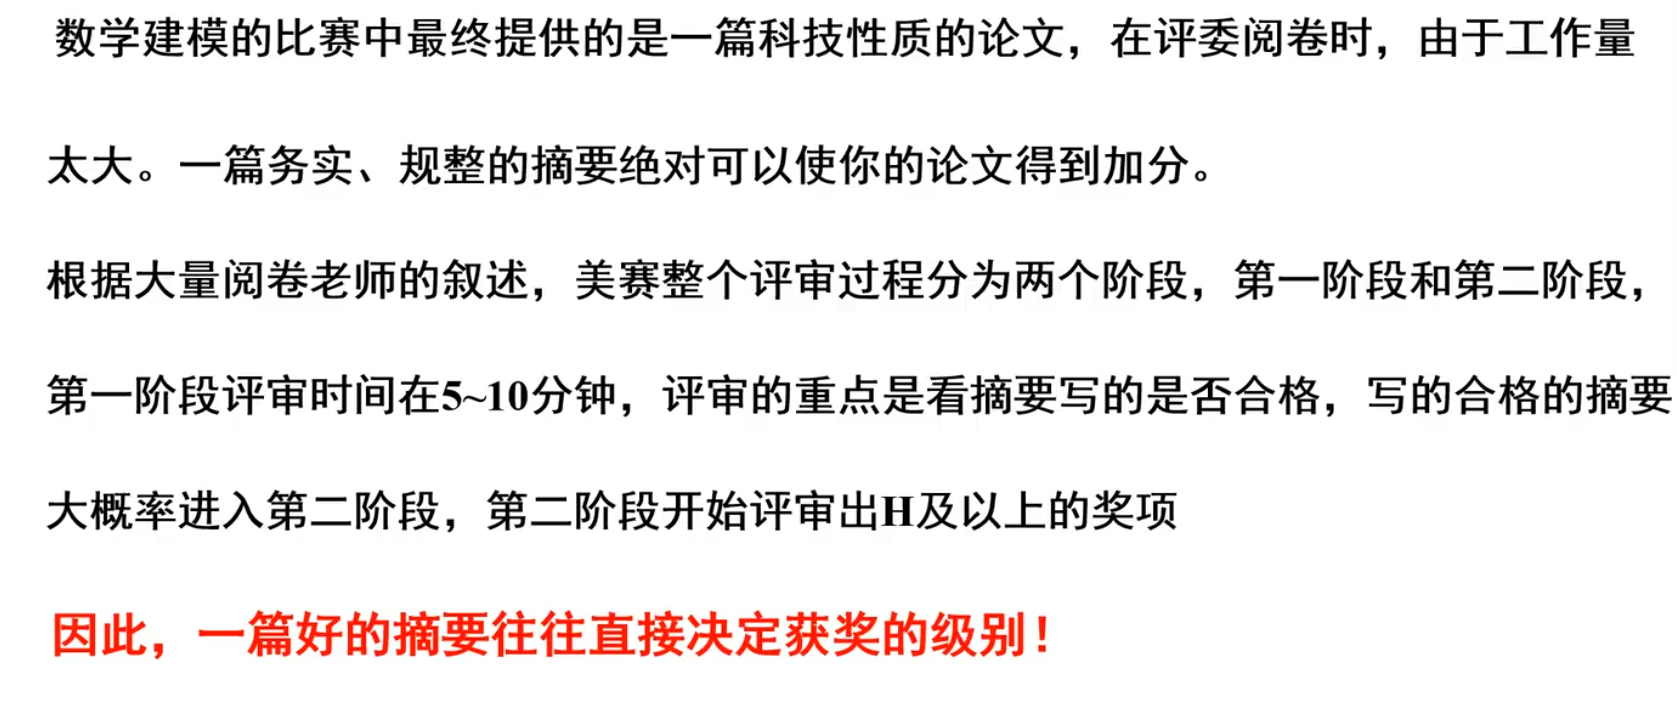 数学建模的比赛中最终提供的是一篇科技性质的论文，在评委阅卷时，由于工作量
太大。一篇务实、规整的摘要绝对可以使你的论文得到加分。
根据大量阅卷老师的叙述，美赛整个评审过程分为两个阶段，第一阶段和第二阶段，
第一阶段评审时间在5~10分钟，评审的重点是看摘要写的是否合格，写的合格的摘要
大概率进入第二阶段，第二阶段开始评审出H及以上的奖项
因此，一篇好的摘要往往直接决定获奖的级别！